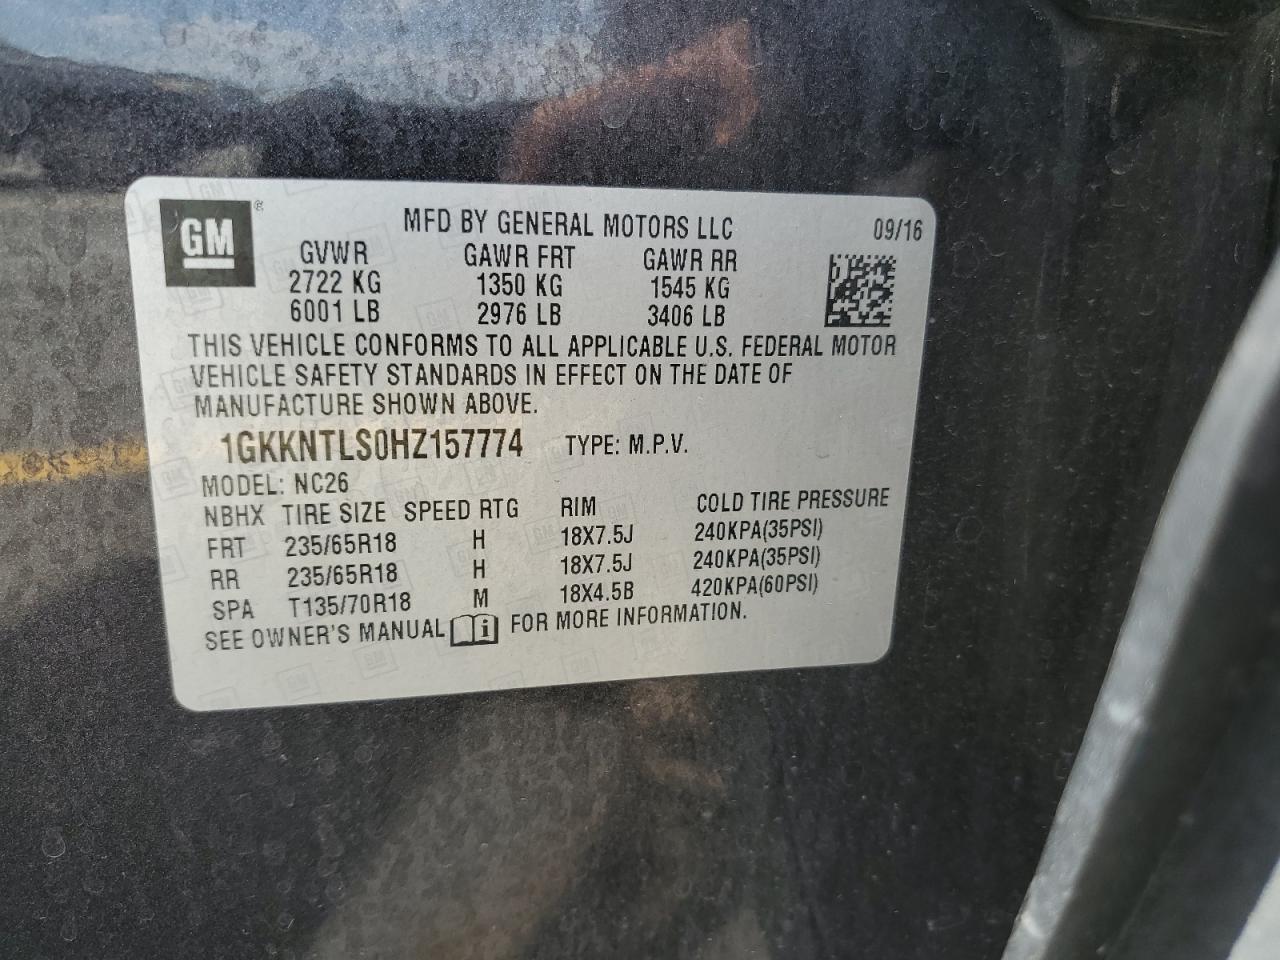 GM ®
MFD BY GENERAL MOTORS LLC 09/16
GVWR GAWR FRT GAWR RR
2722 KG 1350 KG 1545 KG
6001 LB 2976 LB 3406 LB
THIS VEHICLE CONFORMS TO ALL APPLICABLE U.S. FEDERAL MOTOR
VEHICLE SAFETY STANDARDS IN EFFECT ON THE DATE OF
MANUFACTURE SHOWN ABOVE.
1GKKNTLS0HZ157774 TYPE: M.P.V.
MODEL: NC26
NBHX TIRE SIZE SPEED RTG RIM COLD TIRE PRESSURE
FRT 235/65R18 H 18X7.5J 240KPA(35PSI)
RR 235/65R18 H 18X7.5J 240KPA(35PSI)
SPA T135/70R18 M 18X4.5B 420KPA(60PSI)
SEE OWNER'S MANUAL i FOR MORE INFORMATION.